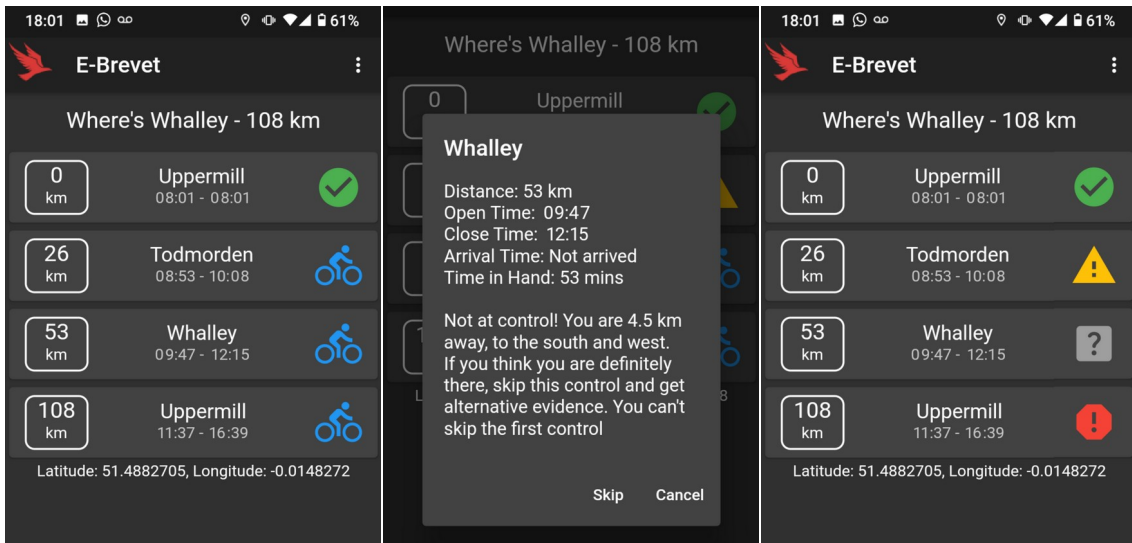 18:01 61%
E-Brevet
Where's Whalley - 108 km
0
km
Uppermill
08:01 - 08:01
26
km
Todmorden
08:53 - 10:08
53
km
Whalley
09:47 - 12:15
108
km
Uppermill
11:37 - 16:39
Latitude: 51.4882705, Longitude: -0.0148272
Where's Whalley - 108 km
0
Uppermill
Whalley
Distance: 53 km
Open Time: 09:47
Close Time: 12:15
Arrival Time: Not arrived
Time in Hand: 53 mins
Not at control! You are 4.5 km
away, to the south and west.
If you think you are definitely
there, skip this control and get
alternative evidence. You can't
skip the first control
Skip Cancel
1
L 8
18:01 61%
E-Brevet
Where's Whalley - 108 km
0
km
Uppermill
08:01 - 08:01
26
km
Todmorden
08:53 - 10:08
53
km
Whalley
09:47 - 12:15
108
km
Uppermill
11:37 - 16:39
Latitude: 51.4882705, Longitude: -0.0148272